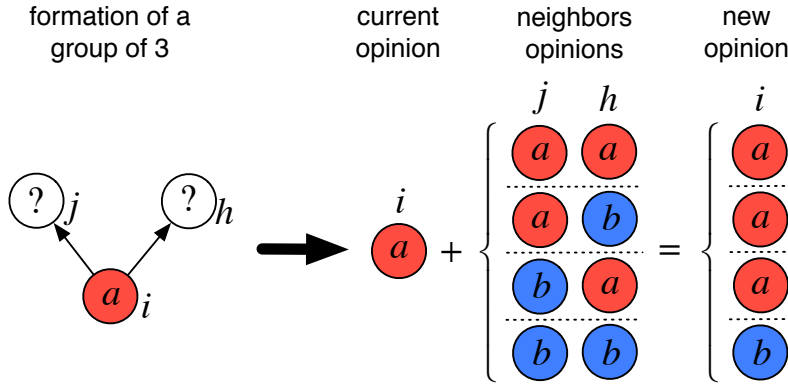 formation of a group of 3
current opinion
neighbors opinions
new opinion
j h
i
i
? j
? h
a i
a
+
=
a a
a b
b a
b b
a
a
a
b